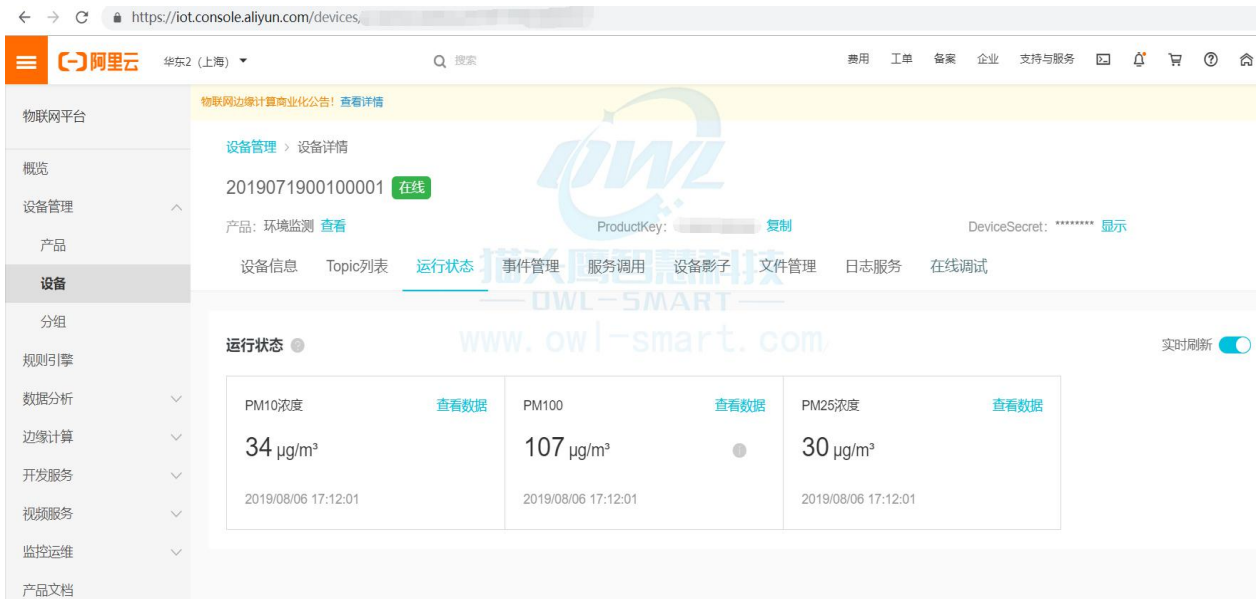 https://iot.console.aliyun.com/devices/
阿里云 华东2(上海) 搜索 费用 工单 备案 企业 支持与服务
物联网平台
概览
设备管理
产品
设备
分组
规则引擎
数据分析
边缘计算
开发服务
视频服务
监控运维
产品文档
物联网边缘计算商业化公告!查看详情
设备管理 > 设备详情
2019071900100001 在线
产品:环境监测 查看 ProductKey: 复制 DeviceSecret: ******** 显示
设备信息 Topic列表 运行状态 事件管理 服务调用 设备影子 文件管理 日志服务 在线调试
OWL
猫头鹰智慧科技
OWL-SMART
www.owl-smart.com
运行状态 实时刷新
PM10浓度 查看数据
34 μg/m³
2019/08/06 17:12:01
PM100 查看数据
107 μg/m³
2019/08/06 17:12:01
PM25浓度 查看数据
30 μg/m³
2019/08/06 17:12:01